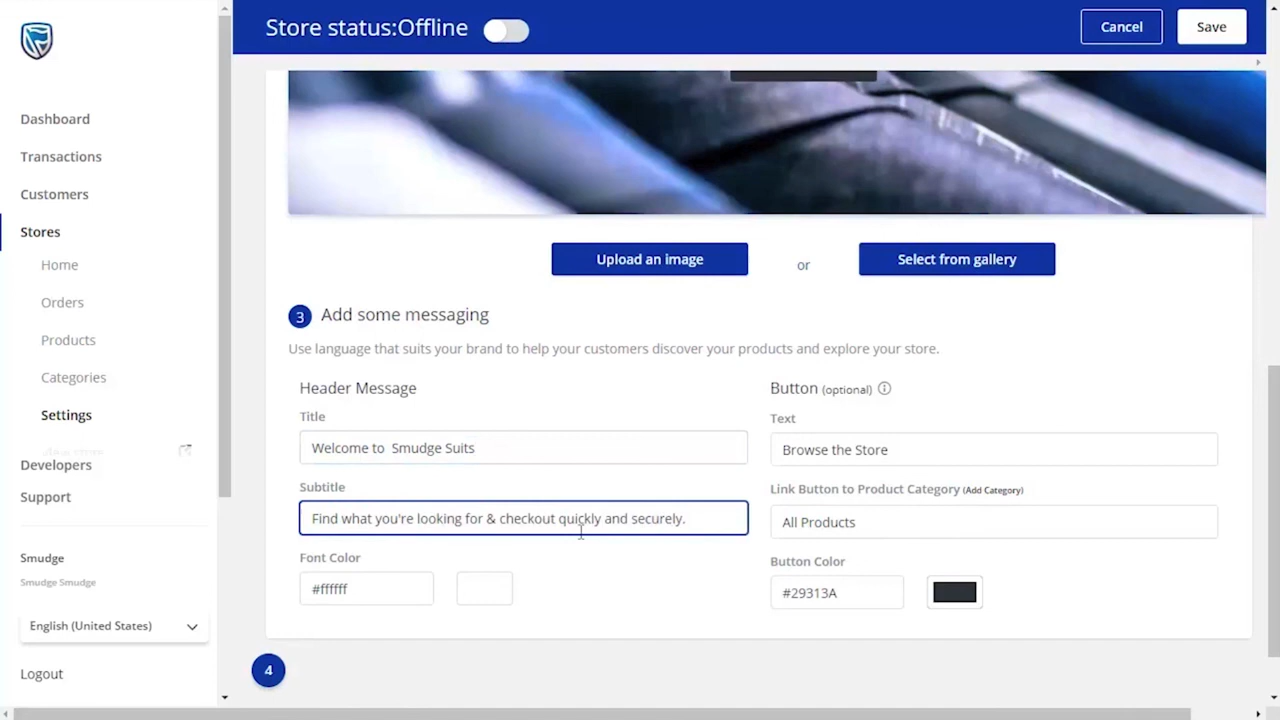 Store status:Offline
Cancel
Save
Dashboard
Transactions
Customers
Stores
Home
Orders
Products
Categories
Settings
Developers
Support
Smudge
Smudge Smudge
English (United States)
Logout
Upload an image
or
Select from gallery
3 Add some messaging
Use language that suits your brand to help your customers discover your products and explore your store.
Header Message
Title
Welcome to  Smudge Suits
Subtitle
Find what you're looking for & checkout quickly and securely.
Font Color
#ffffff
Button (optional)
Text
Browse the Store
Link Button to Product Category (Add Category)
All Products
Button Color
#29313A
4